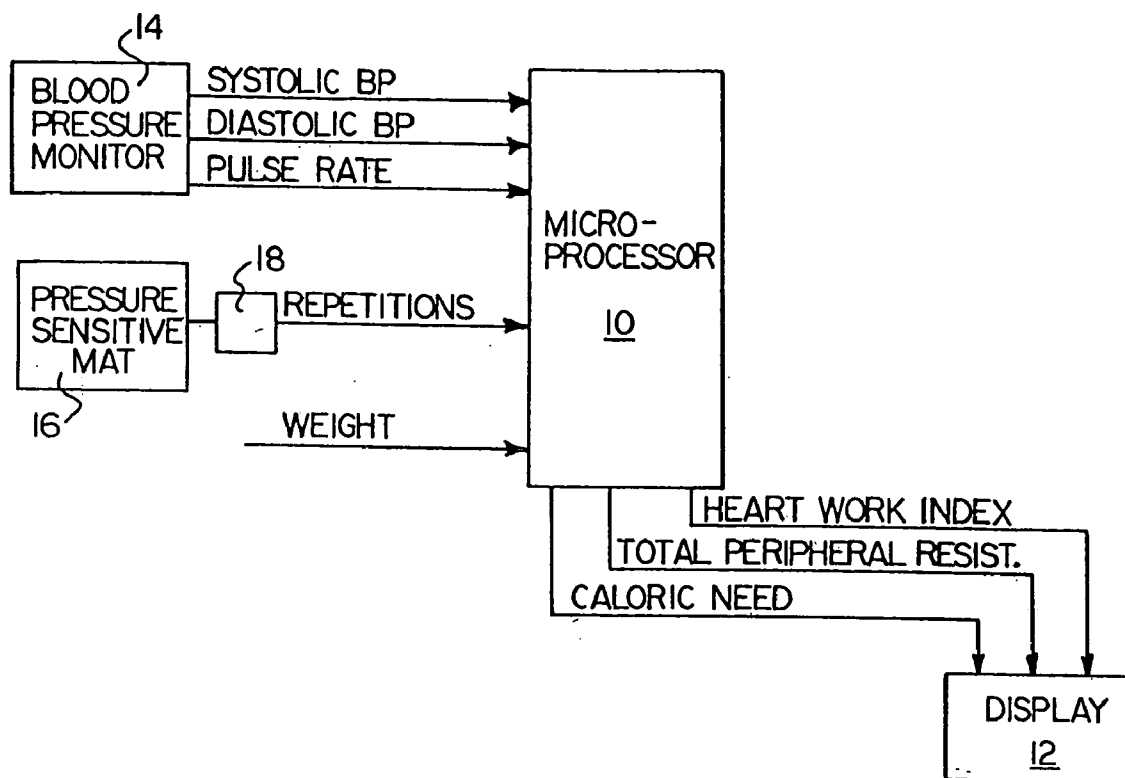 14
BLOOD
PRESSURE
MONITOR
SYSTOLIC BP
DIASTOLIC BP
PULSE RATE
MICRO-
PROCESSOR
10
18
PRESSURE
SENSITIVE
MAT
REPETITIONS
16
WEIGHT
HEART WORK INDEX
TOTAL PERIPHERAL RESIST.
CALORIC NEED
DISPLAY
12